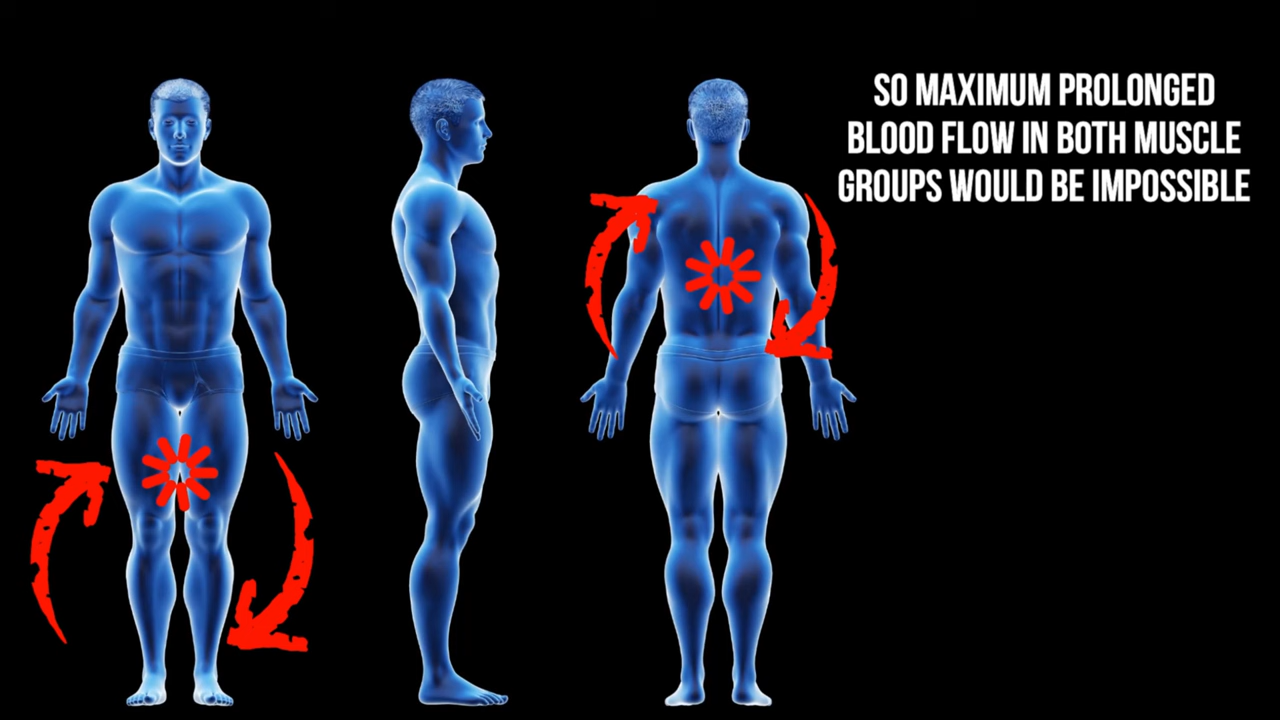 SO MAXIMUM PROLONGED
BLOOD FLOW IN BOTH MUSCLE
GROUPS WOULD BE IMPOSSIBLE